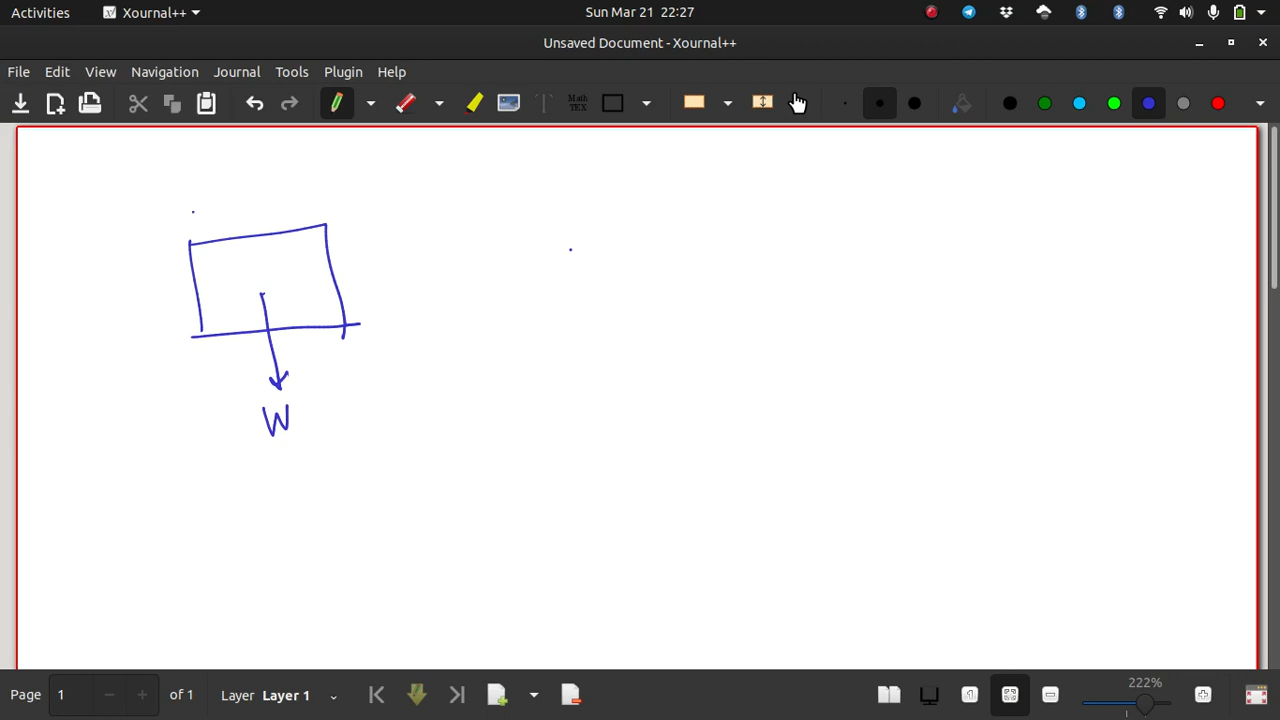 Activities Xournal++ Sun Mar 21 22:27
Unsaved Document - Xournal++
File Edit View Navigation Journal Tools Plugin Help
Math
TEX
W
222%
Page 1 of 1 Layer Layer 1